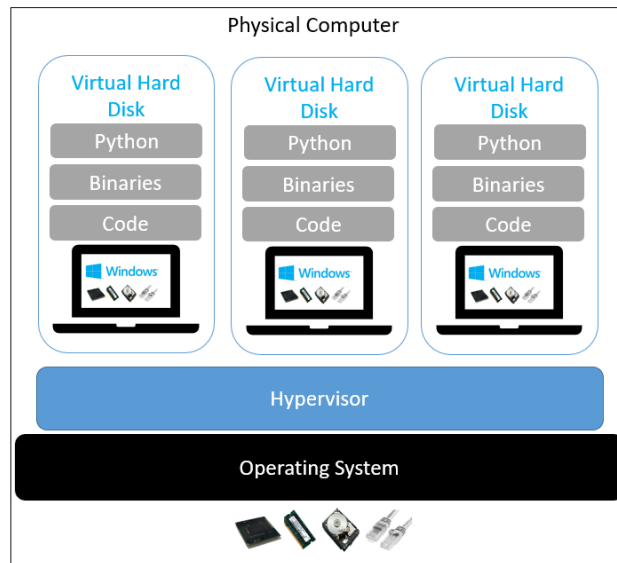 Physical Computer
Virtual Hard
Disk
Python
Binaries
Code
Windows
Virtual Hard
Disk
Python
Binaries
Code
Windows
Virtual Hard
Disk
Python
Binaries
Code
Windows
Hypervisor
Operating System